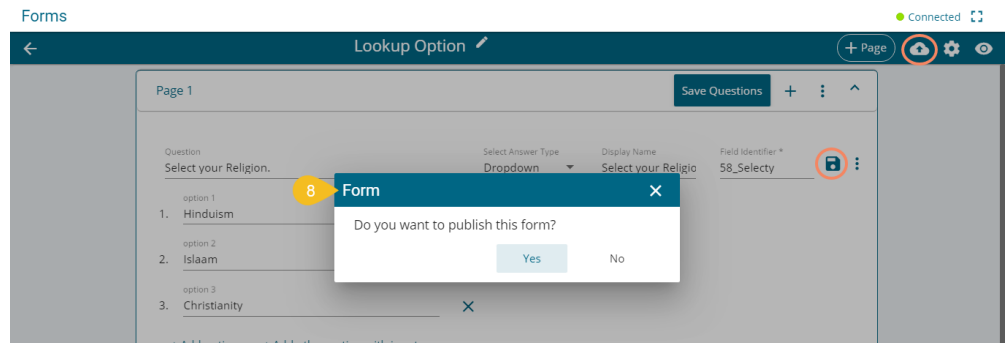 Forms
Connected
Lookup Option
+ Page
Page 1
Save Questions
Question
Select Answer Type
Display Name
Field Identifier *
Select your Religion.
Dropdown
Select your Religio
58_Selecty
8
Form
option 1
1. Hinduism
Do you want to publish this form?
option 2
2. Islaam
Yes
No
option 3
3. Christianity